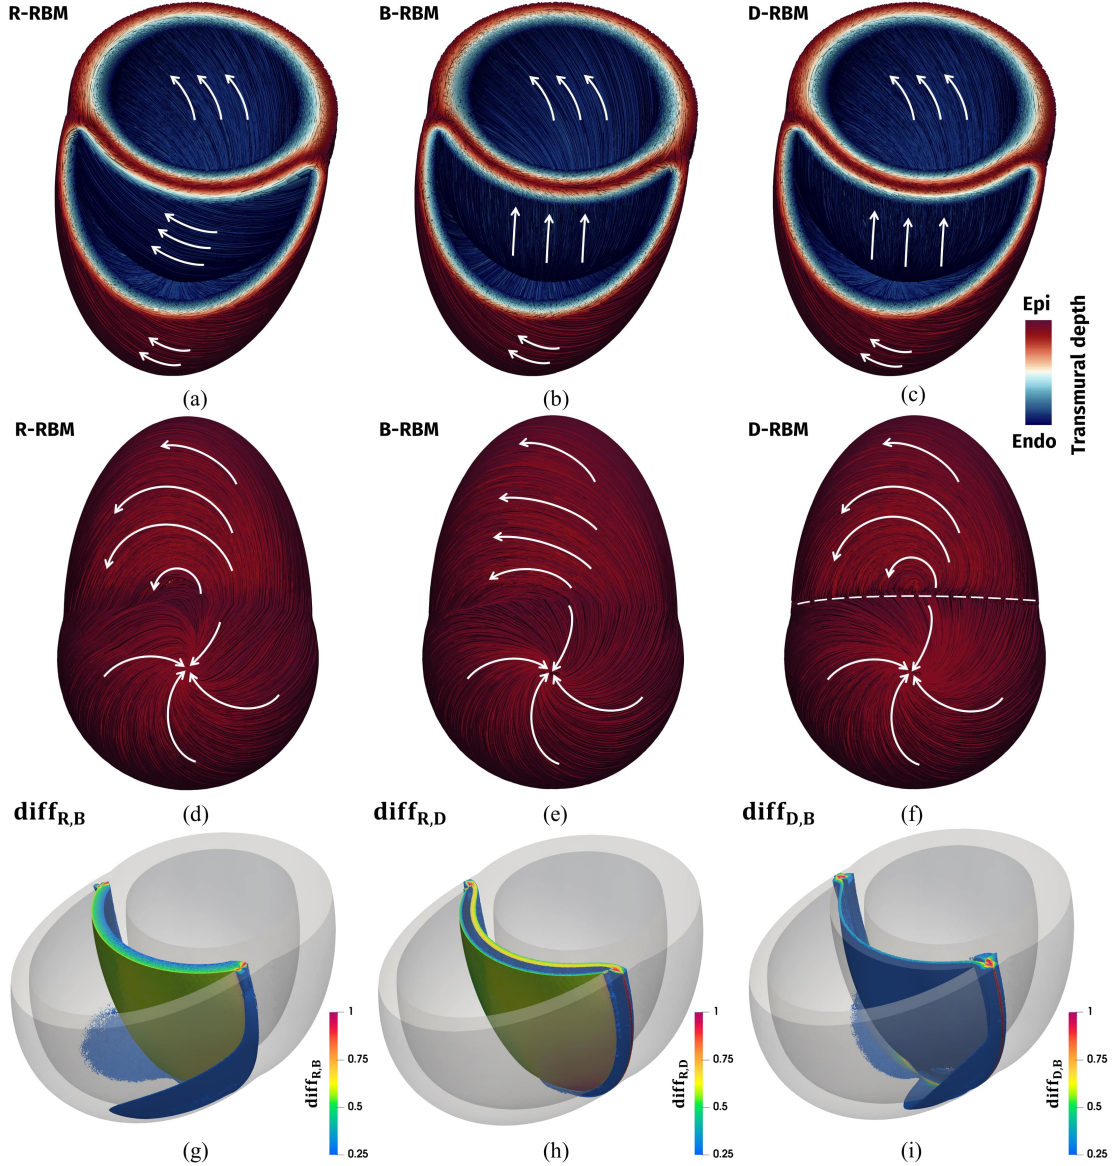 R-RBM
B-RBM
D-RBM
Epi
Transmural depth
Endo
(a)
(b)
(c)
R-RBM
B-RBM
D-RBM
(d)
(e)
(f)
diffR,B
diffR,D
diffD,B
1
0.75
0.5
0.25
diffR,B
1
0.75
0.5
0.25
diffR,D
1
0.75
0.5
0.25
diffD,B
(g)
(h)
(i)